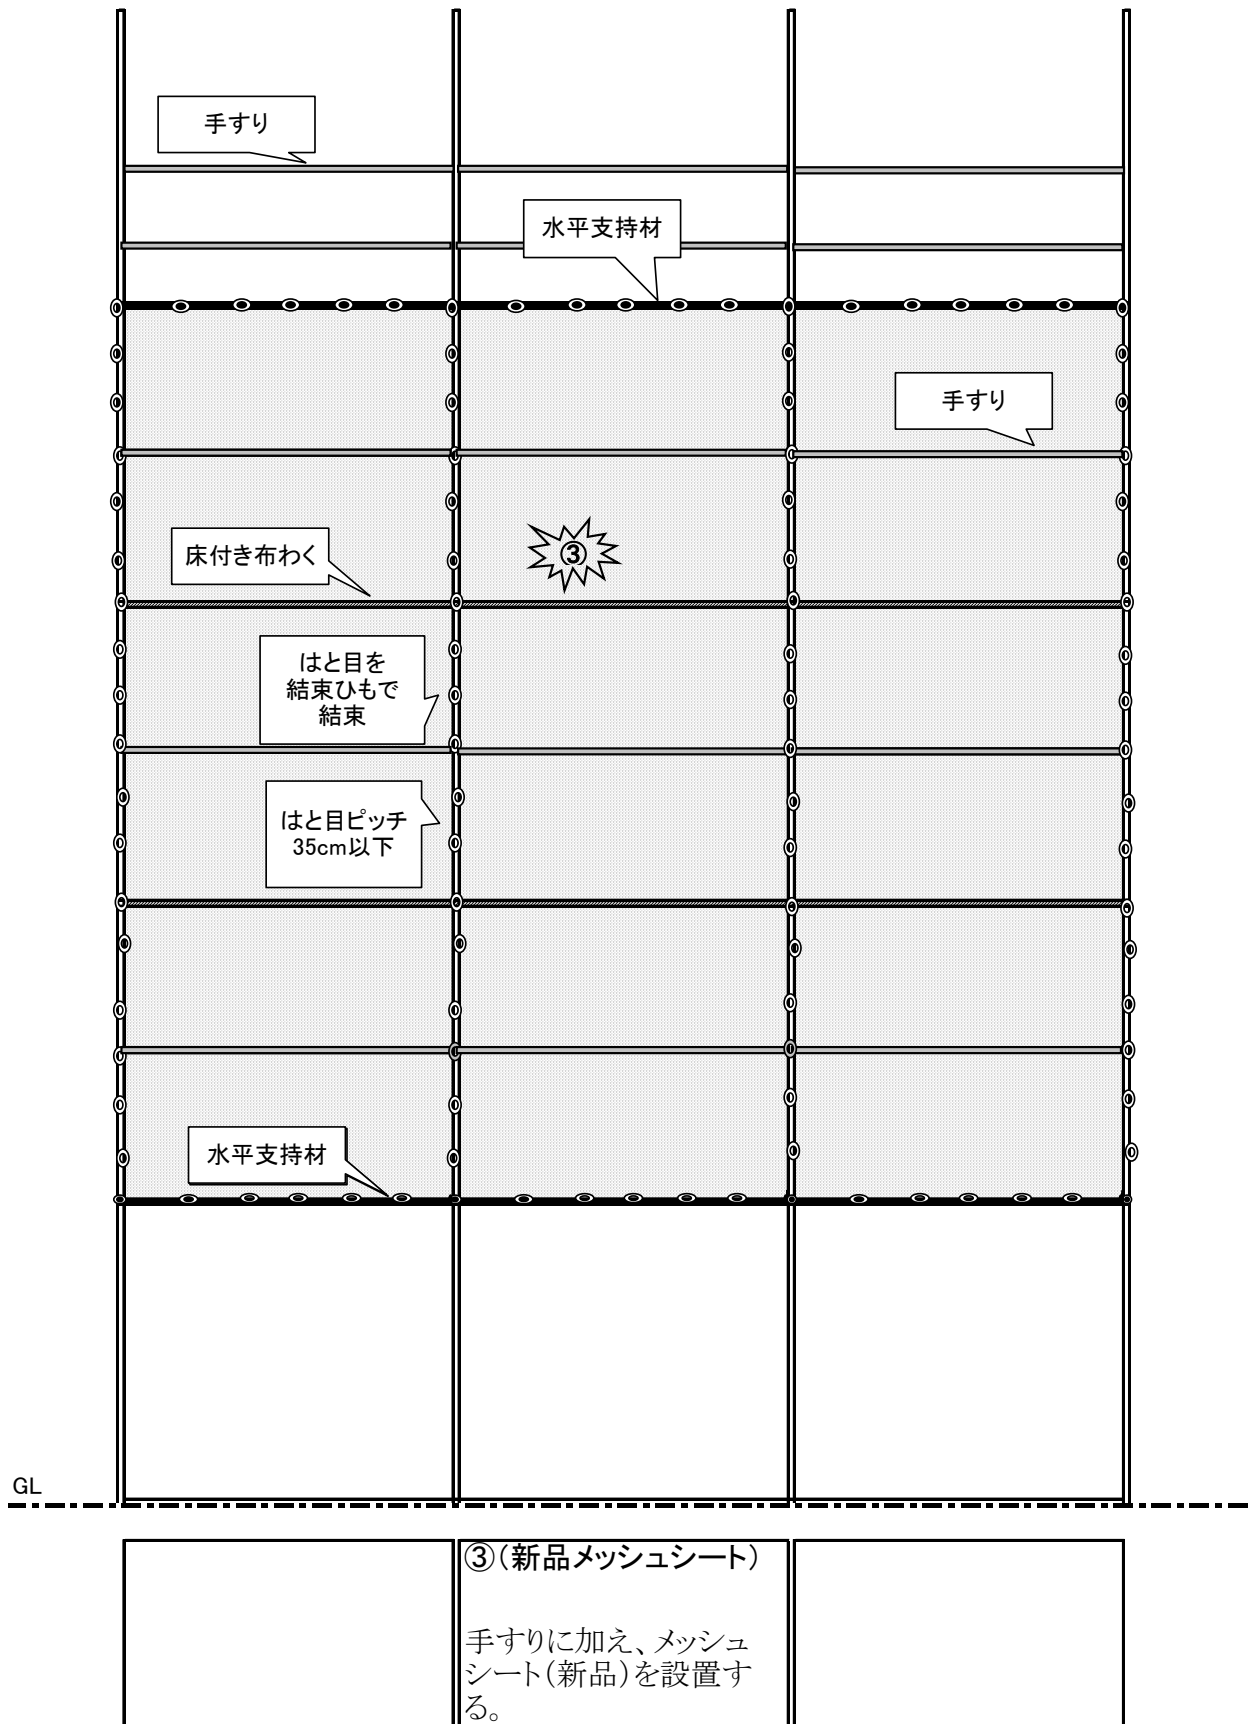 手すり
水平支持材
手すり
床付き布わく
③
はと目を
結束ひもで
結束
はと目ピッチ
35cm以下
水平支持材
GL
③(新品メッシュシート)
手すりに加え、メッシュ
シート(新品)を設置す
る。